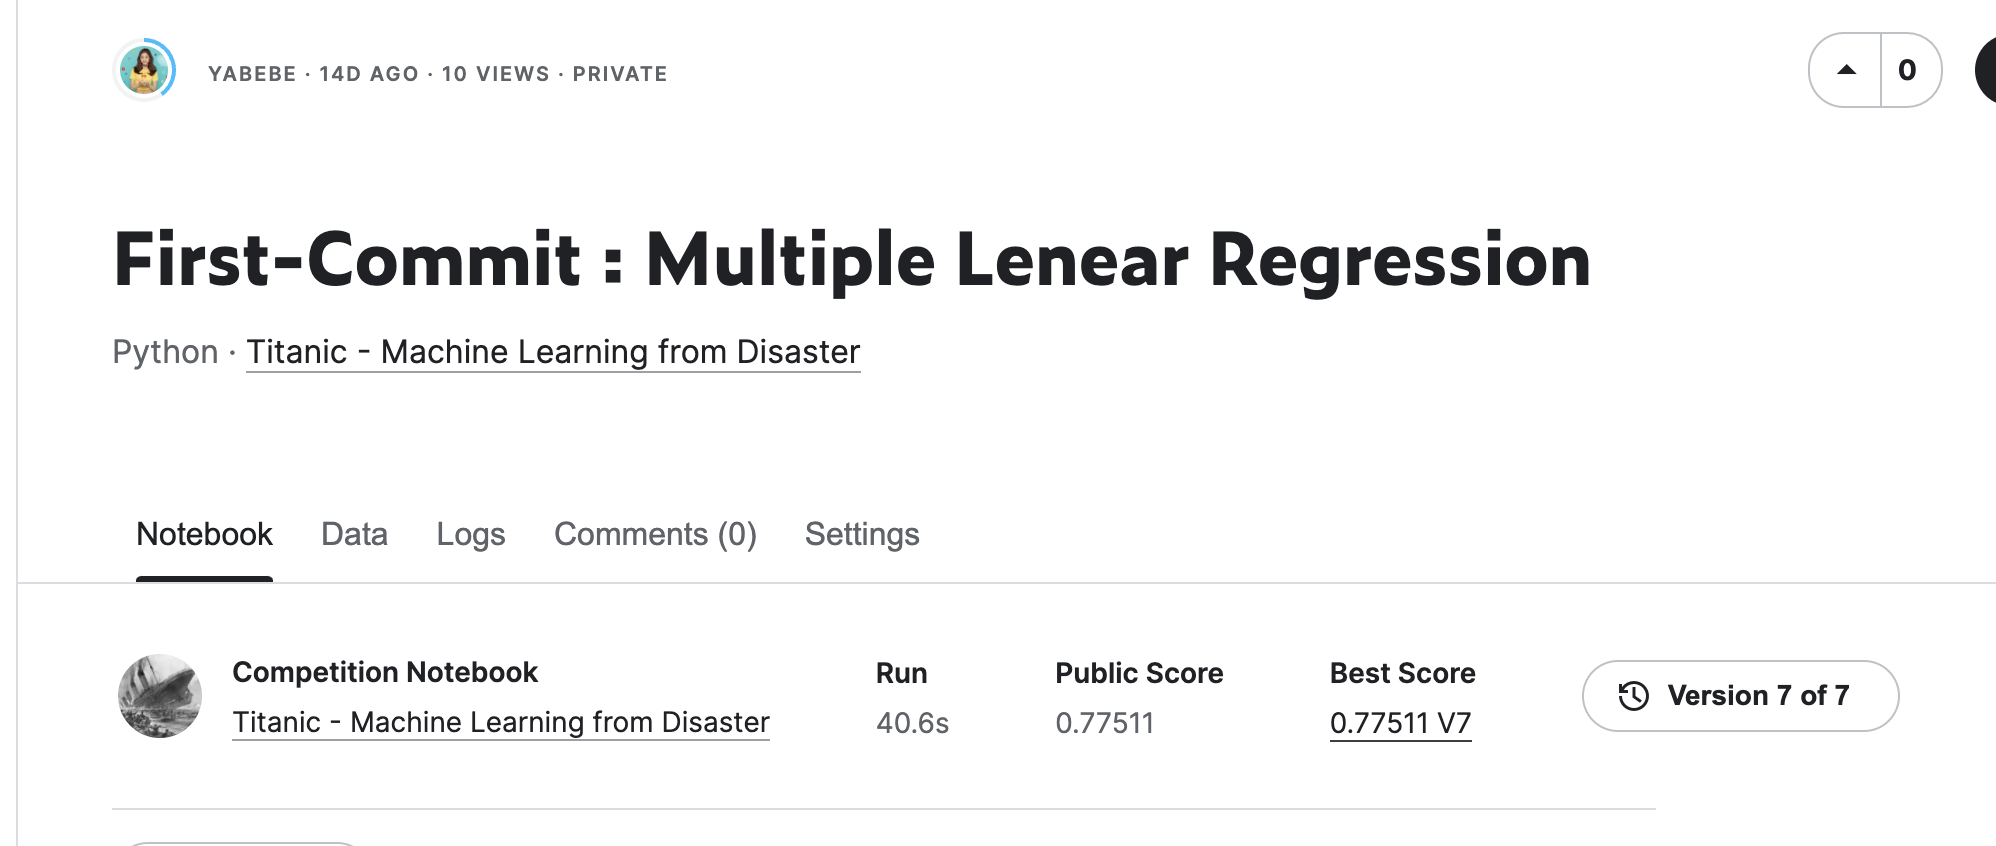 YABEBE · 14D AGO · 10 VIEWS · PRIVATE
0
First-Commit : Multiple Lenear Regression
Python · Titanic - Machine Learning from Disaster
Notebook Data Logs Comments (0) Settings
Competition Notebook Run Public Score Best Score
Titanic - Machine Learning from Disaster 40.6s 0.77511 0.77511 V7
Version 7 of 7